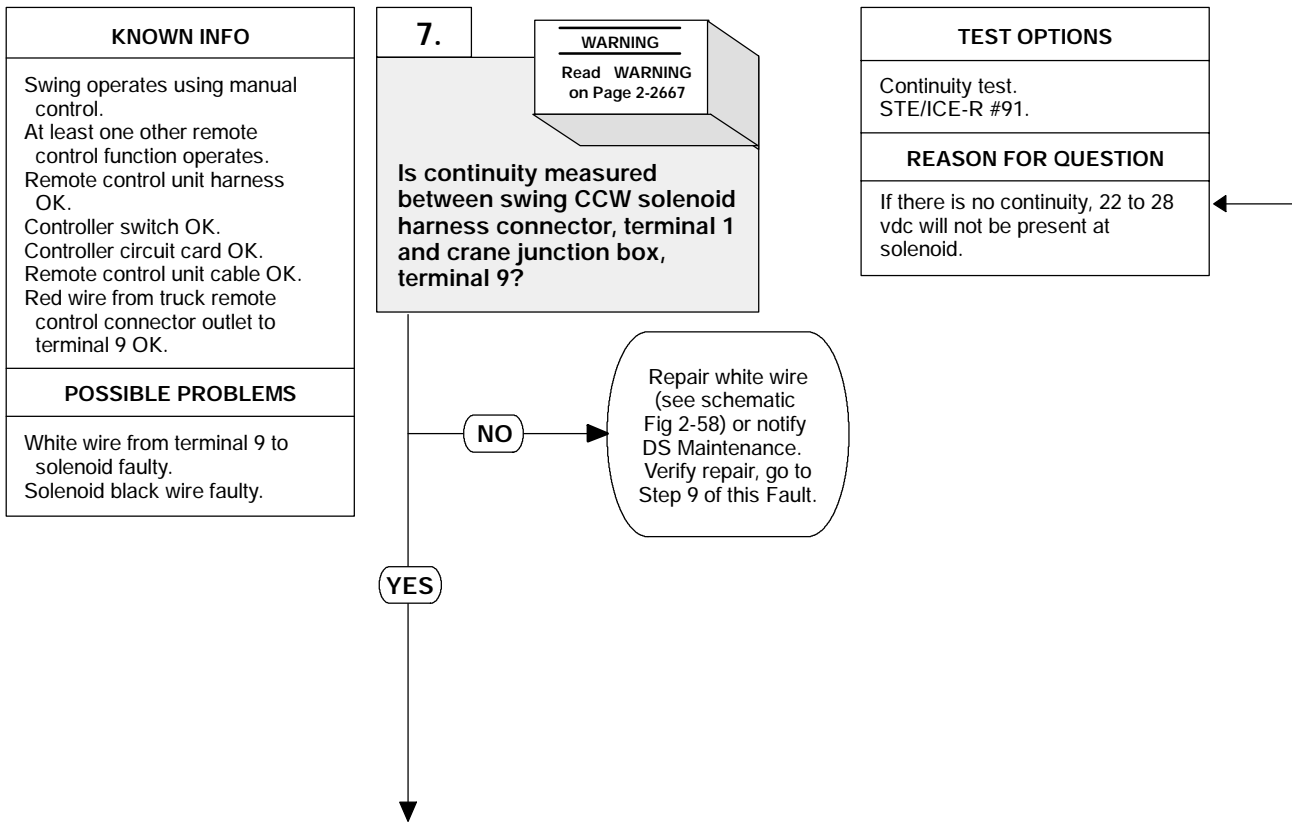 KNOWN INFO
Swing operates using manual
control.
At least one other remote
control function operates.
Remote control unit harness
OK.
Controller switch OK.
Controller circuit card OK.
Remote control unit cable OK.
Red wire from truck remote
control connector outlet to
terminal 9 OK.
POSSIBLE PROBLEMS
White wire from terminal 9 to
solenoid faulty.
Solenoid black wire faulty.
7.
WARNING
Read WARNING
on Page 2-2667
Is continuity measured
between swing CCW solenoid
harness connector, terminal 1
and crane junction box,
terminal 9?
TEST OPTIONS
Continuity test.
STE/ICE-R #91.
REASON FOR QUESTION
If there is no continuity, 22 to 28
vdc will not be present at
solenoid.
NO
Repair white wire
(see schematic
Fig 2-58) or notify
DS Maintenance.
Verify repair, go to
Step 9 of this Fault.
YES